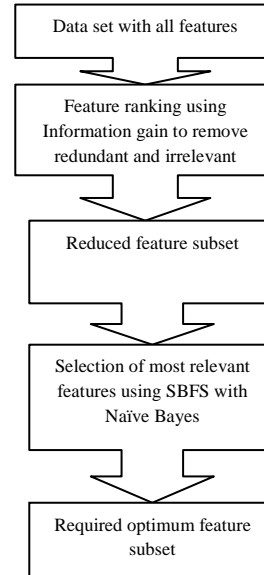 Data set with all features
Feature ranking using
Information gain to remove
redundant and irrelevant
Reduced feature subset
Selection of most relevant
features using SBFS with
Naïve Bayes
Required optimum feature
subset